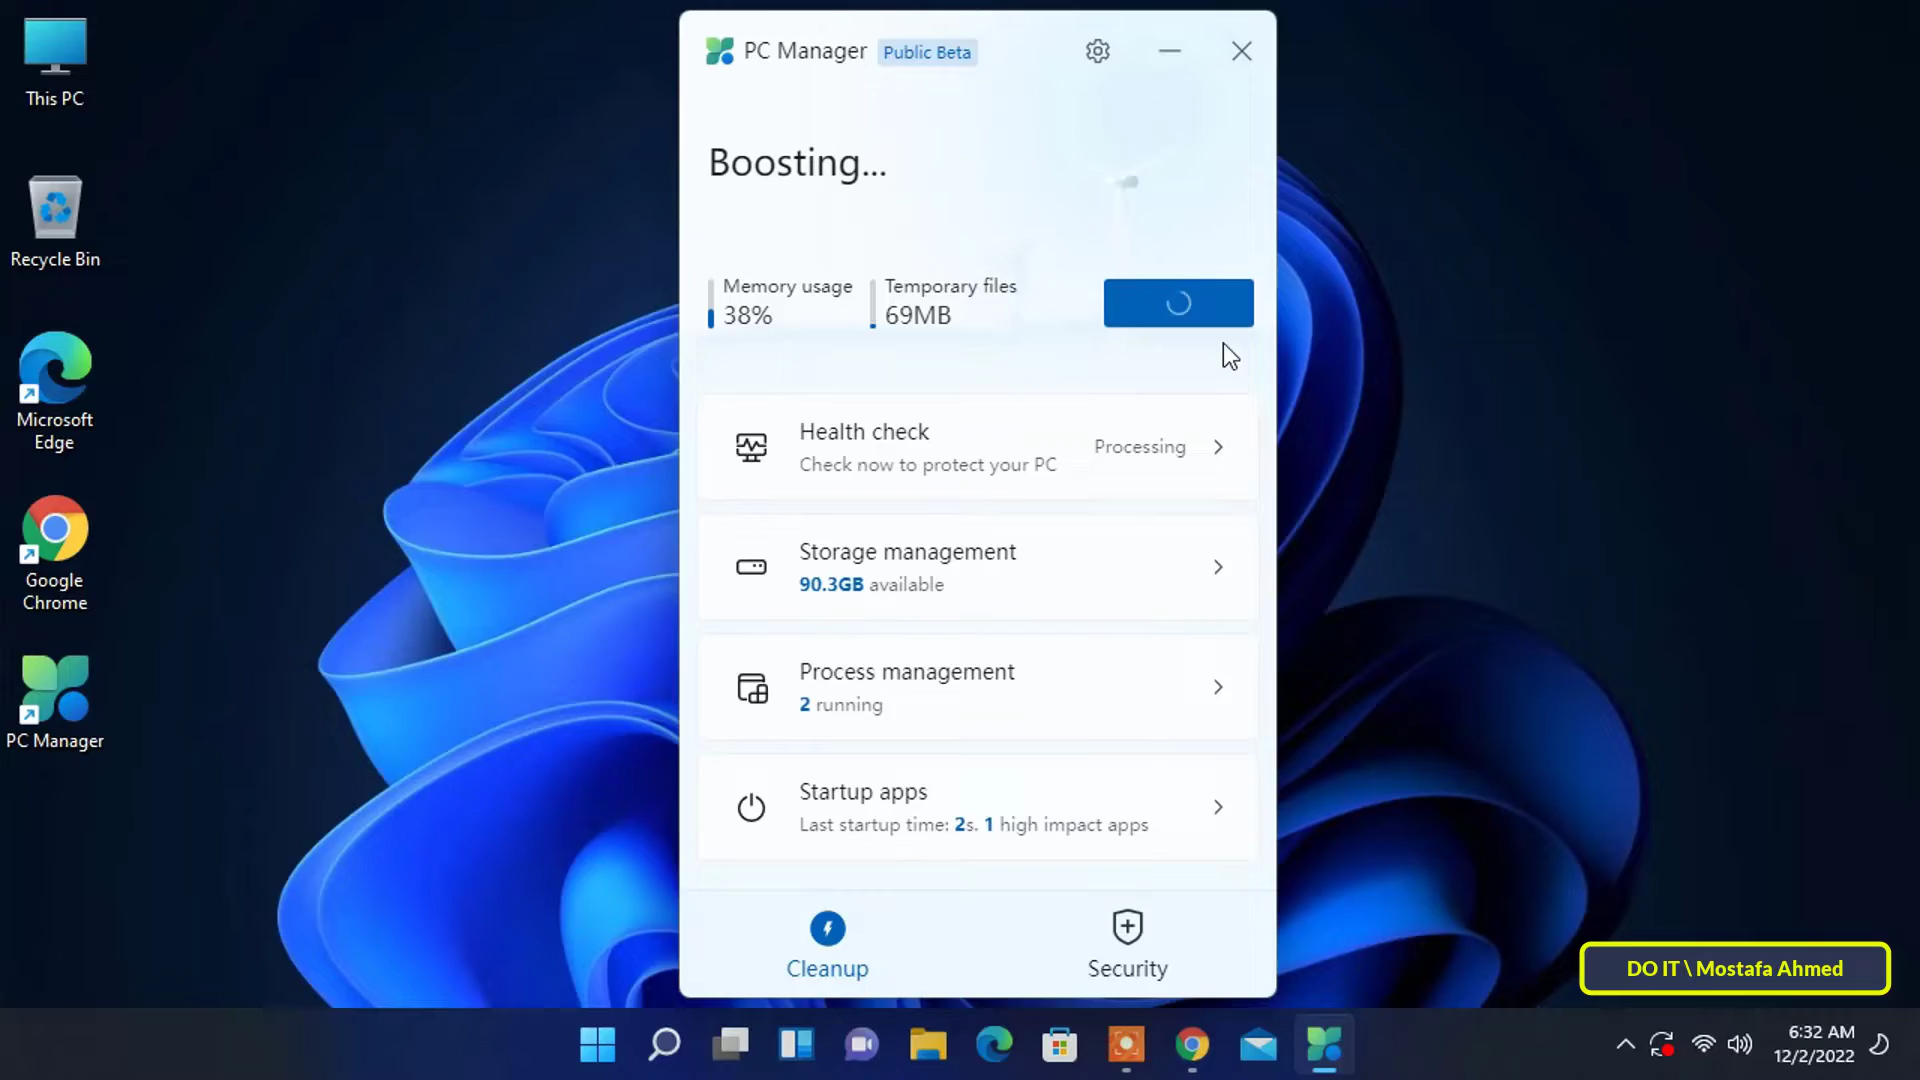 This PC
Recycle Bin
Microsoft
Edge
Google
Chrome
PC Manager
PC Manager Public Beta
Boosting...
Memory usage
38%
Temporary files
69MB
Health check
Check now to protect your PC
Processing
Storage management
90.3GB available
Process management
2 running
Startup apps
Last startup time: 2s. 1 high impact apps
Cleanup
Security
DO IT \ Mostafa Ahmed
6:32 AM
12/2/2022